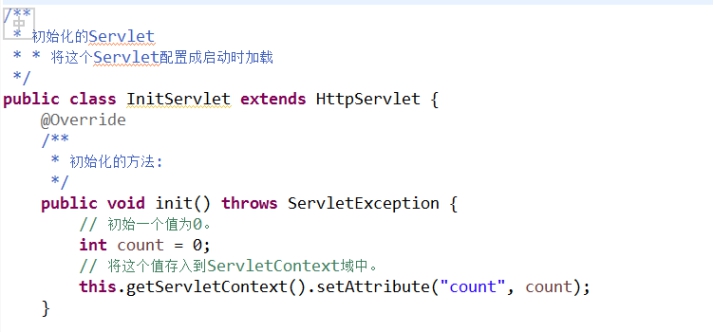 /**
中
* 初始化的Servlet
* * 将这个Servlet配置成启动时加载
*/
public class InitServlet extends HttpServlet {
@Override
/**
* 初始化的方法:
*/
public void init() throws ServletException {
// 初始一个值为0。
int count = 0;
// 将这个值存入到ServletContext域中。
this.getServletContext().setAttribute("count", count);
}